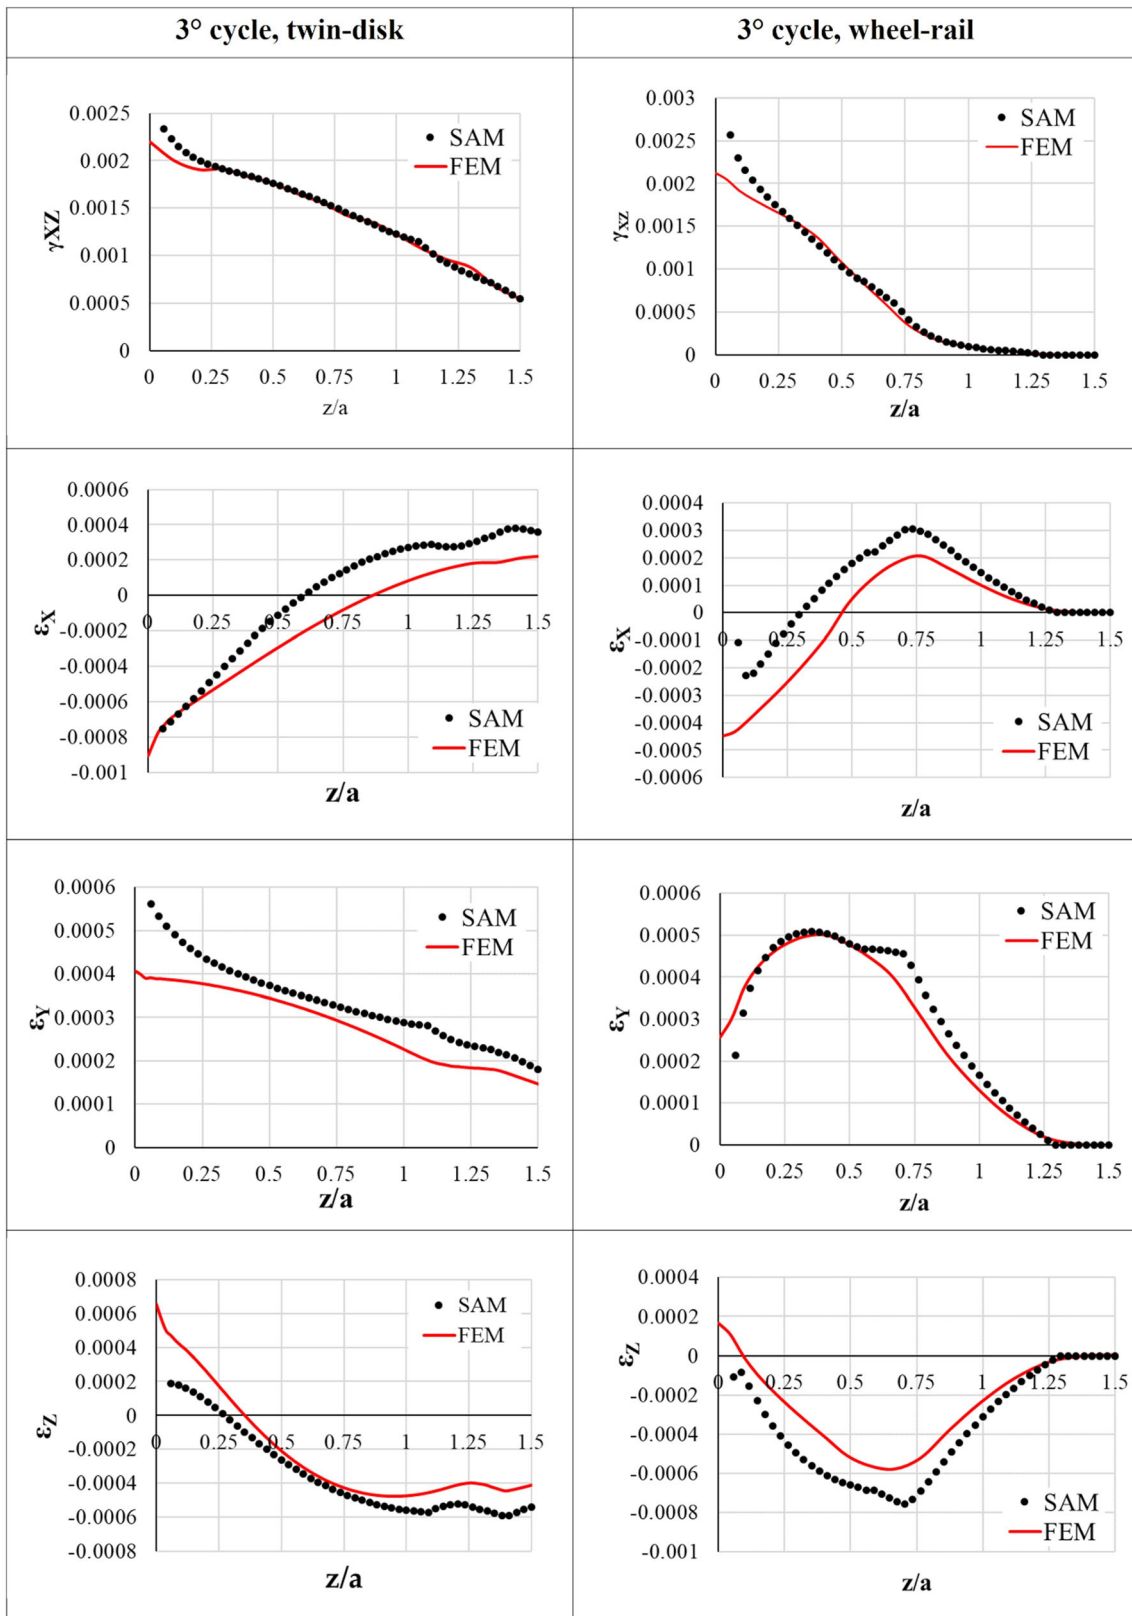 3° cycle, twin-disk
3° cycle, wheel-rail
0.0025
0.002
0.0015
0.001
0.0005
0
γXZ
SAM
FEM
0 0.25 0.5 0.75 1 1.25 1.5
z/a
0.003
0.0025
0.002
0.0015
0.001
0.0005
0
γxz
SAM
FEM
0 0.25 0.5 0.75 1 1.25 1.5
z/a
0.0006
0.0004
0.0002
0
-0.0002
-0.0004
-0.0006
-0.0008
-0.001
εX
0 0.25 0.5 0.75 1 1.25 1.5
SAM
FEM
z/a
0.0004
0.0003
0.0002
0.0001
0
-0.0001
-0.0002
-0.0003
-0.0004
-0.0005
-0.0006
εX
0 0.25 0.5 0.75 1 1.25 1.5
SAM
FEM
z/a
0.0006
0.0005
0.0004
0.0003
0.0002
0.0001
0
εY
SAM
FEM
0 0.25 0.5 0.75 1 1.25 1.5
z/a
0.0006
0.0005
0.0004
0.0003
0.0002
0.0001
0
εY
SAM
FEM
0 0.25 0.5 0.75 1 1.25 1.5
z/a
0.0008
0.0006
0.0004
0.0002
0
-0.0002
-0.0004
-0.0006
-0.0008
εZ
SAM
FEM
0 0.25 0.5 0.75 1 1.25 1.5
z/a
0.0004
0.0002
0
-0.0002
-0.0004
-0.0006
-0.0008
-0.001
εZ
0 0.25 0.5 0.75 1 1.25 1.5
SAM
FEM
z/a